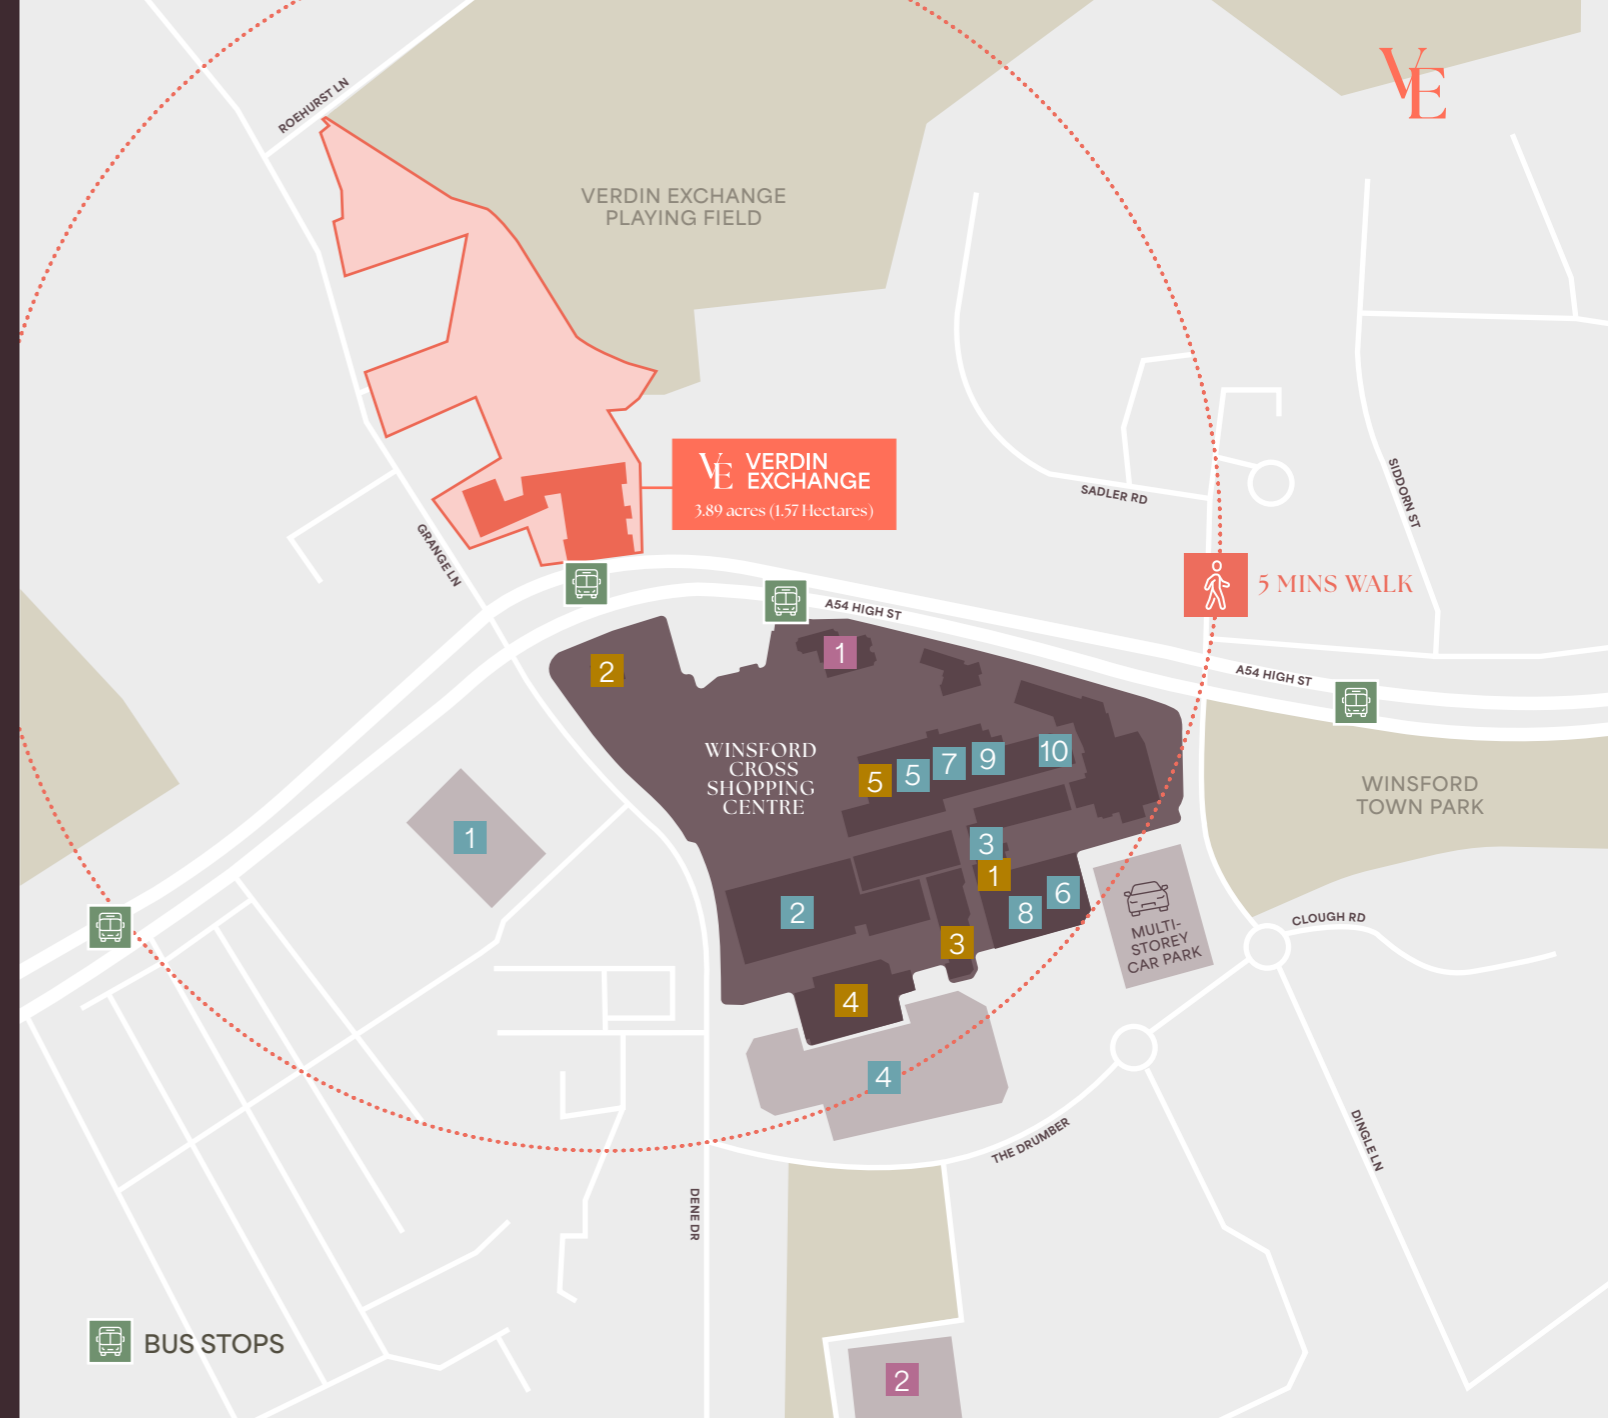 VE
ROEHURST LN
VERDIN EXCHANGE
PLAYING FIELD
VE
VERDIN
EXCHANGE
3.89 acres (1.57 Hectares)
SADLER RD
SIDDORN ST
GRANGE LN
5 MINS WALK
A54 HIGH ST
1
2
A54 HIGH ST
WINSFORD
CROSS
SHOPPING
CENTRE
5
5
7
9
10
WINSFORD
TOWN PARK
1
3
1
6
8
2
3
4
MULTI-
STOREY
CAR PARK
CLOUGH RD
4
THE DRUMBER
DINGLE LN
DENE DR
BUS STOPS
2